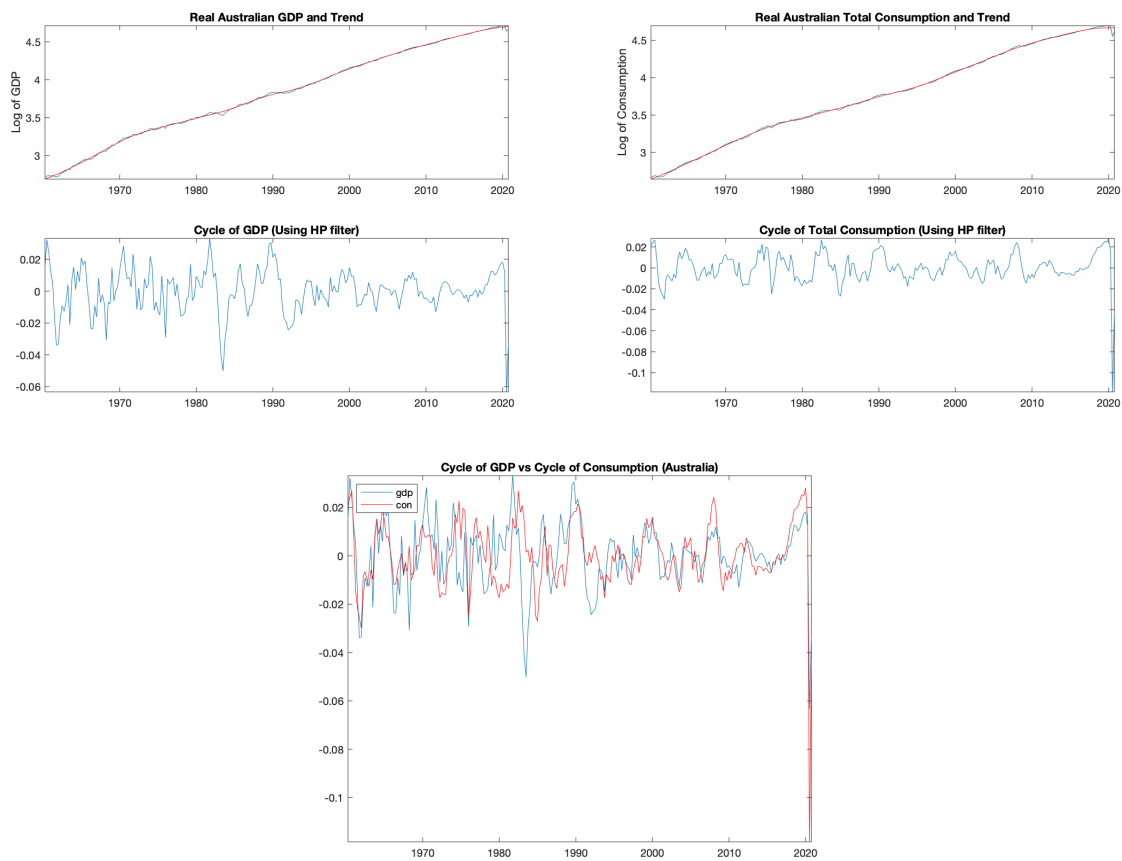 Real Australian GDP and Trend
Log of GDP
4.5
4
3.5
3
1970 1980 1990 2000 2010 2020
Real Australian Total Consumption and Trend
Log of Consumption
4.5
4
3.5
3
1970 1980 1990 2000 2010 2020
Cycle of GDP (Using HP filter)
0.02
0
-0.02
-0.04
-0.06
1970 1980 1990 2000 2010 2020
Cycle of Total Consumption (Using HP filter)
0.02
0
-0.02
-0.04
-0.06
-0.08
-0.1
1970 1980 1990 2000 2010 2020
Cycle of GDP vs Cycle of Consumption (Australia)
gdp
con
0.02
0
-0.02
-0.04
-0.06
-0.08
-0.1
1970 1980 1990 2000 2010 2020